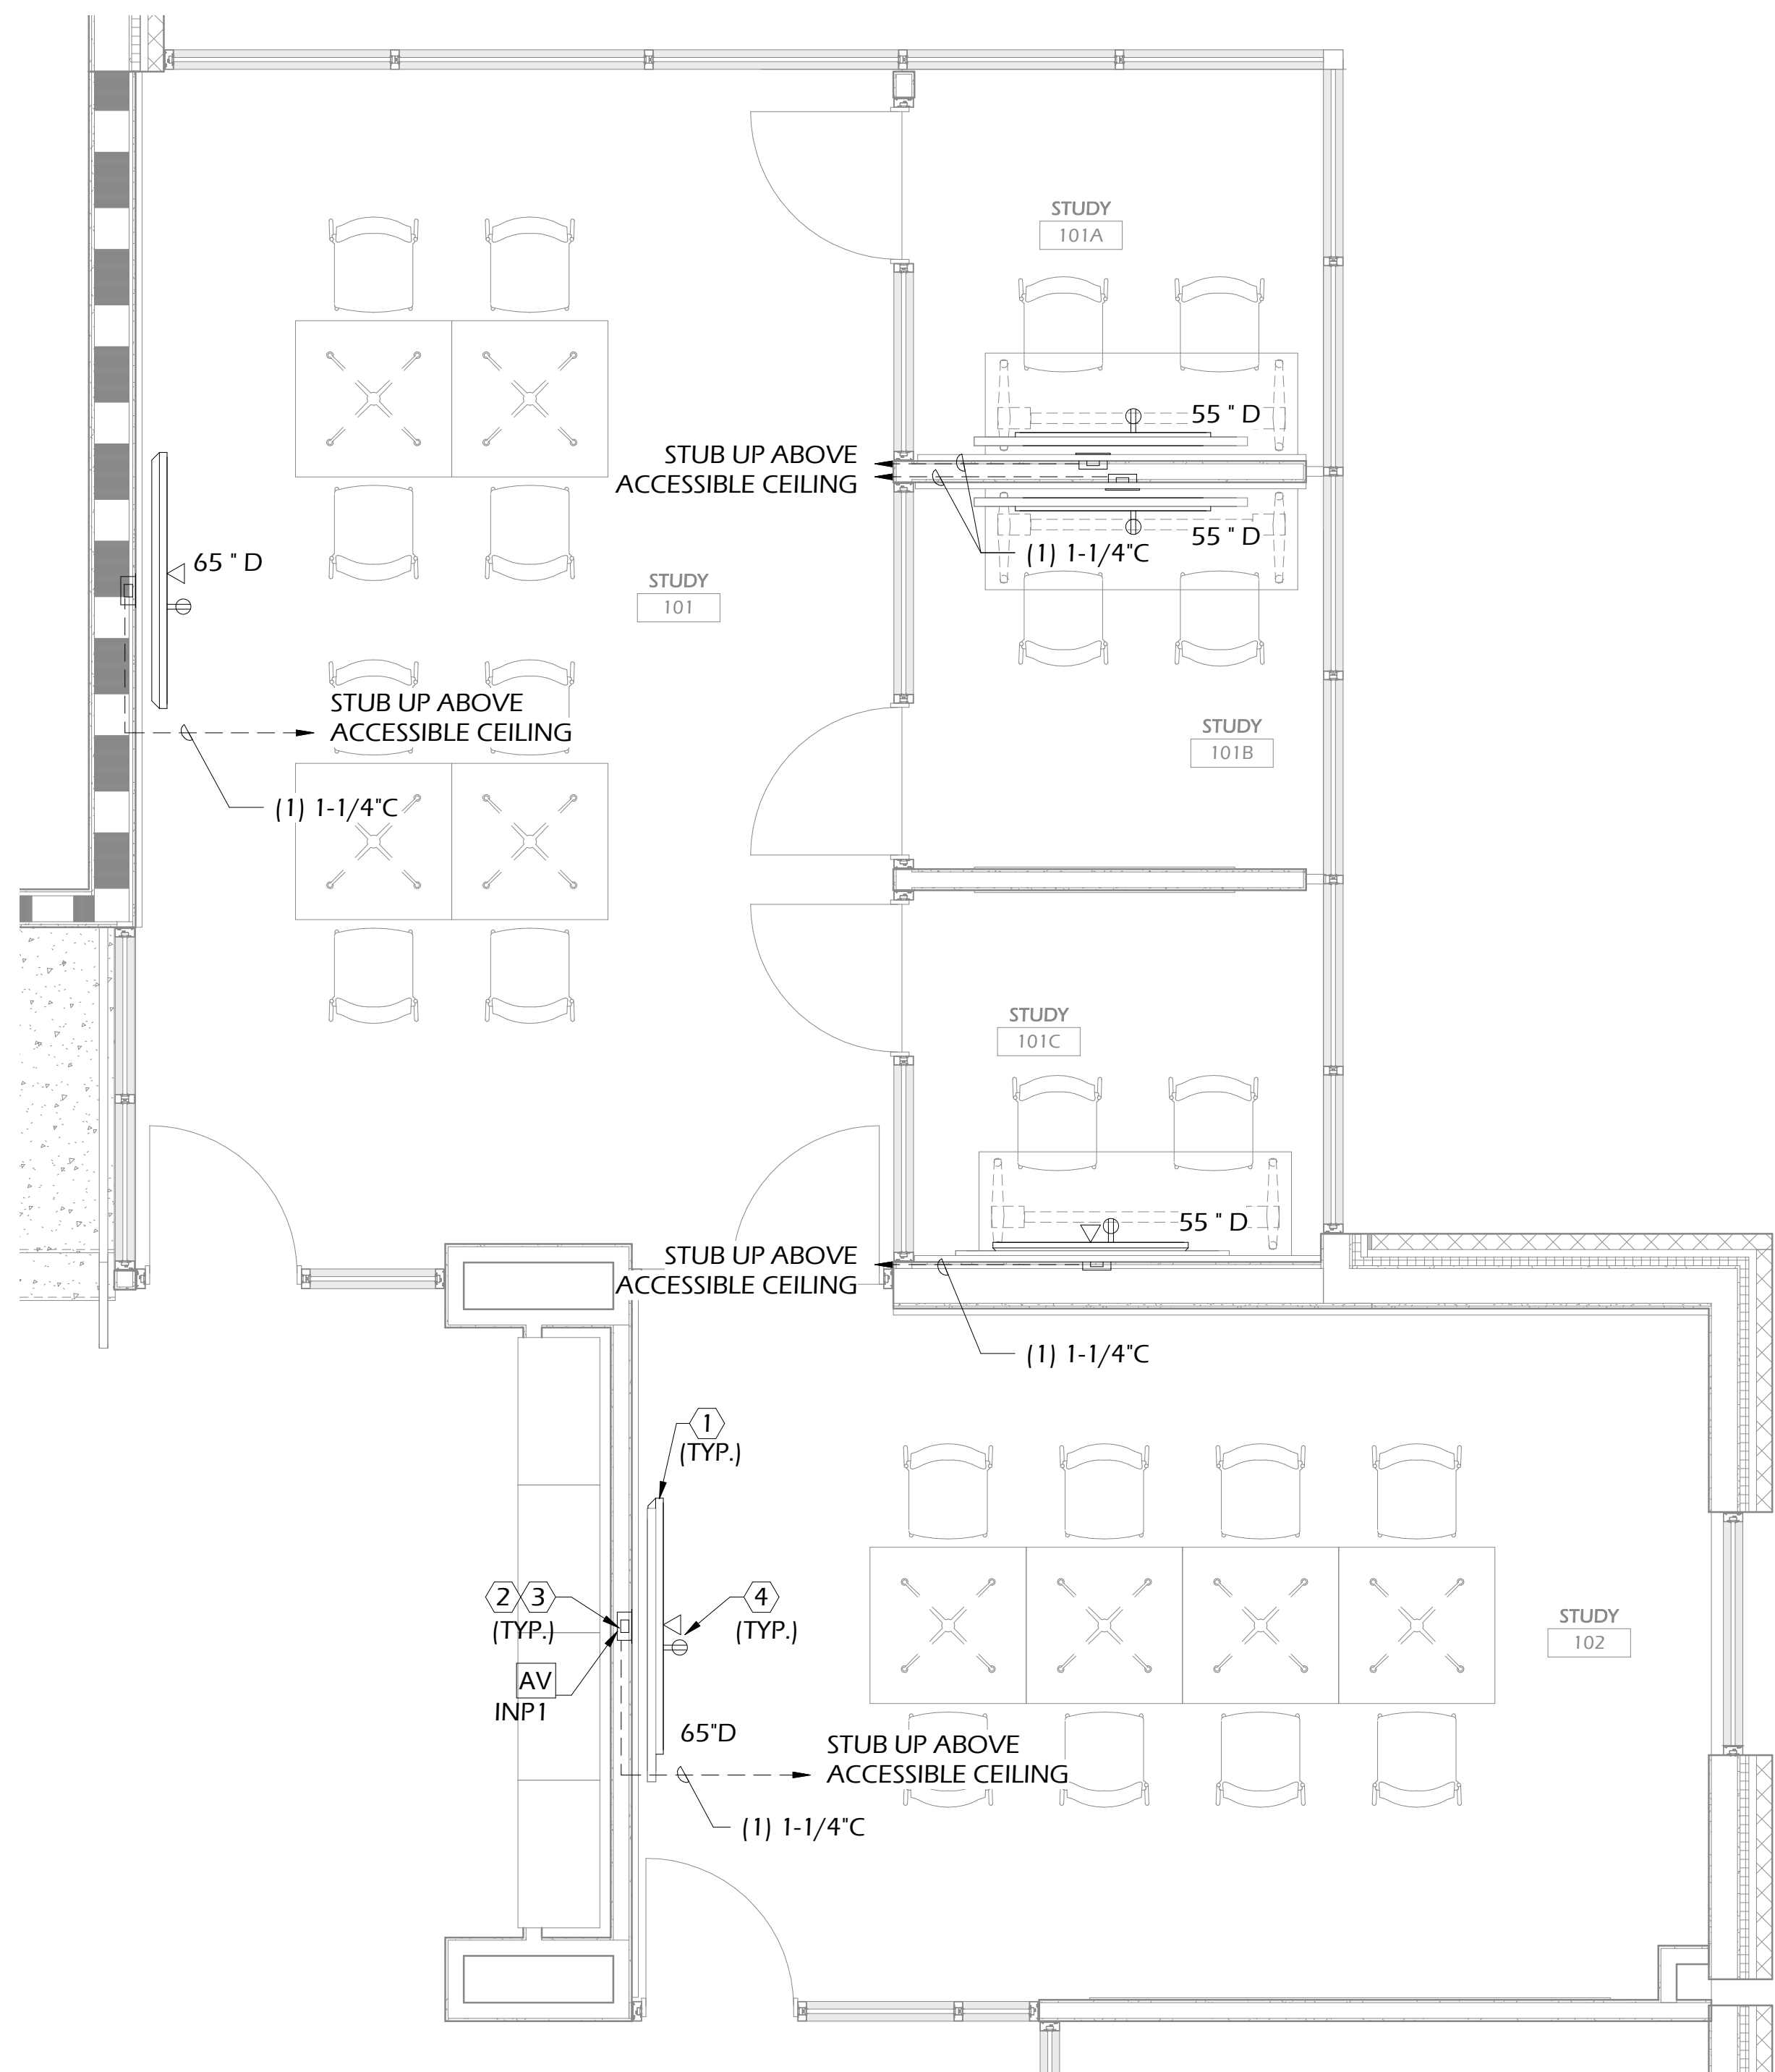 STUDY
101A
55 " D
STUB UP ABOVE
ACCESSIBLE CEILING
55 " D
(1) 1-1/4"C
65 " D
STUDY
101
STUB UP ABOVE
ACCESSIBLE CEILING
STUDY
101B
(1) 1-1/4"C
STUDY
101C
55 " D
STUB UP ABOVE
ACCESSIBLE CEILING
(1) 1-1/4"C
1
(TYP.)
2 3
(TYP.)
4
(TYP.)
STUDY
102
AV
INP1
65"D
STUB UP ABOVE
ACCESSIBLE CEILING
(1) 1-1/4"C